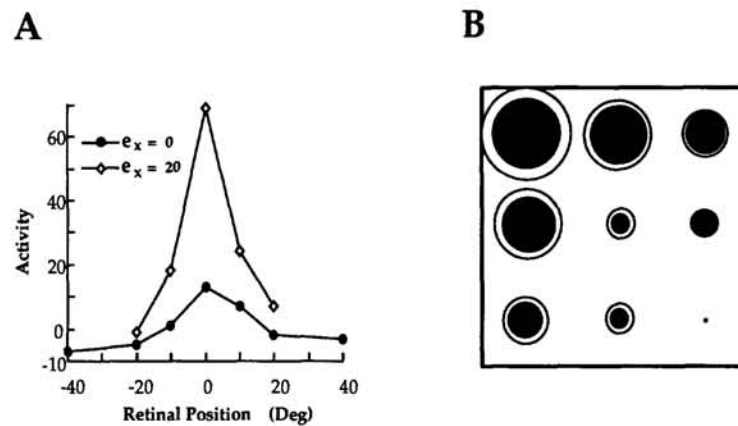 A
B
60
40
20
0
-10
e x = 0
e x = 20
Activity
-40
-20
0
20
40
Retinal Position (Deg)